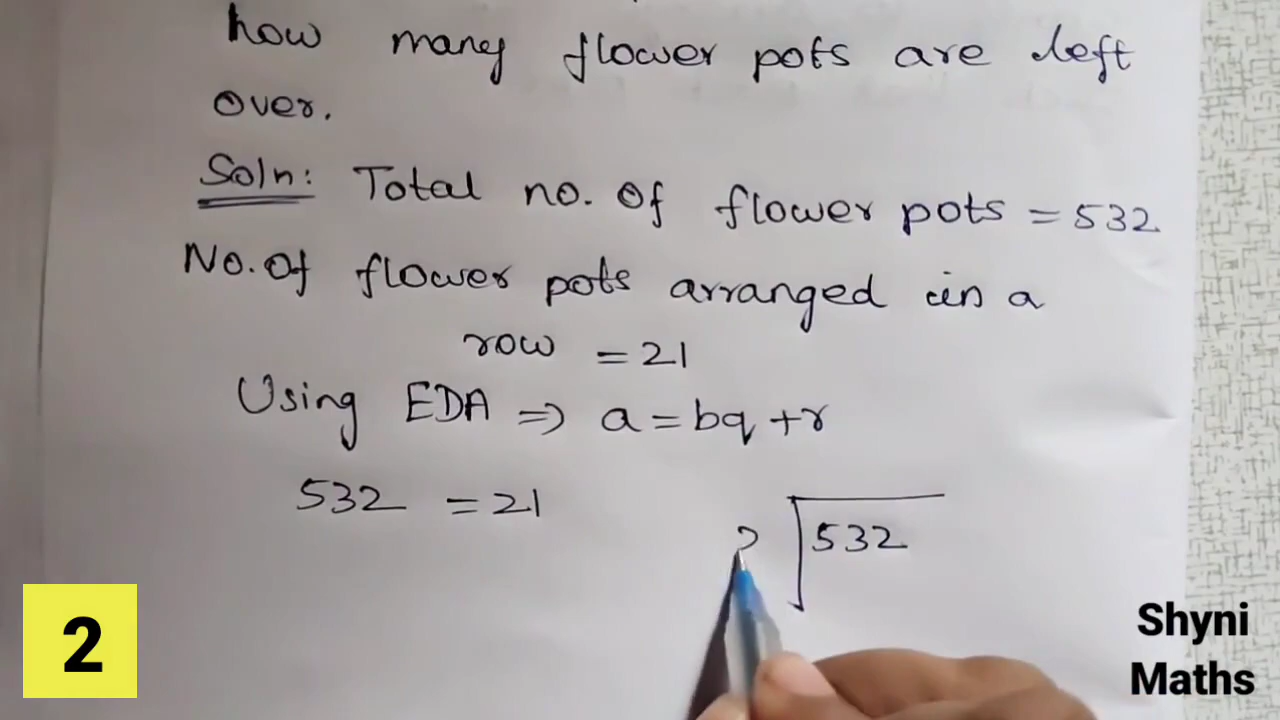 how many flower pots are left
over.
Soln: Total no. of flower pots = 532
No. of flower pots arranged in a
row = 21
Using EDA ⇒ a = bq + r
532 = 21
2 532
2
Shyni
Maths